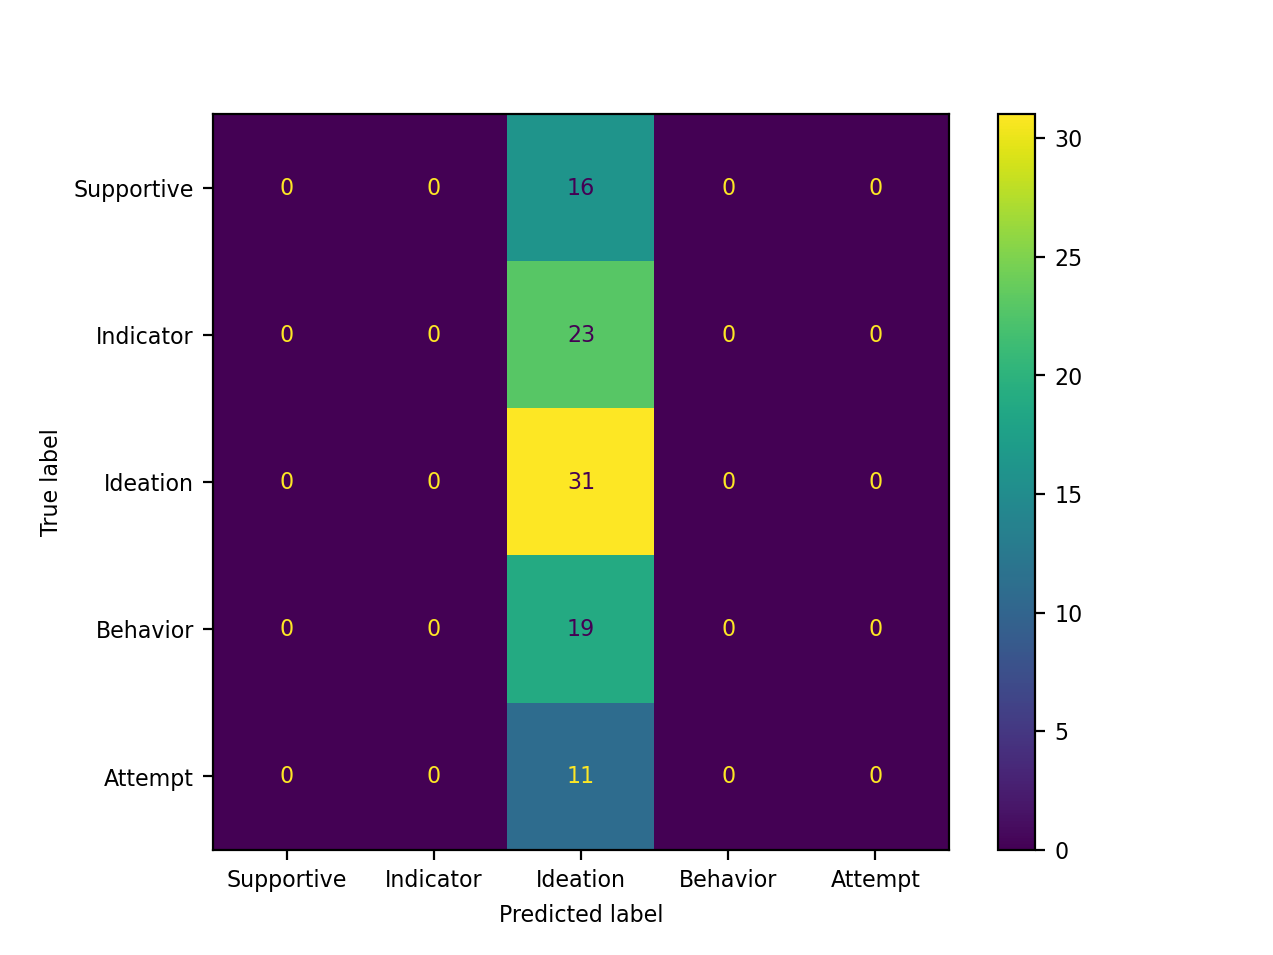 Supportive 0 0 16 0 0
Indicator 0 0 23 0 0
Ideation 0 0 31 0 0
Behavior 0 0 19 0 0
Attempt 0 0 11 0 0
True label
Supportive Indicator Ideation Behavior Attempt
Predicted label
30
25
20
15
10
5
0